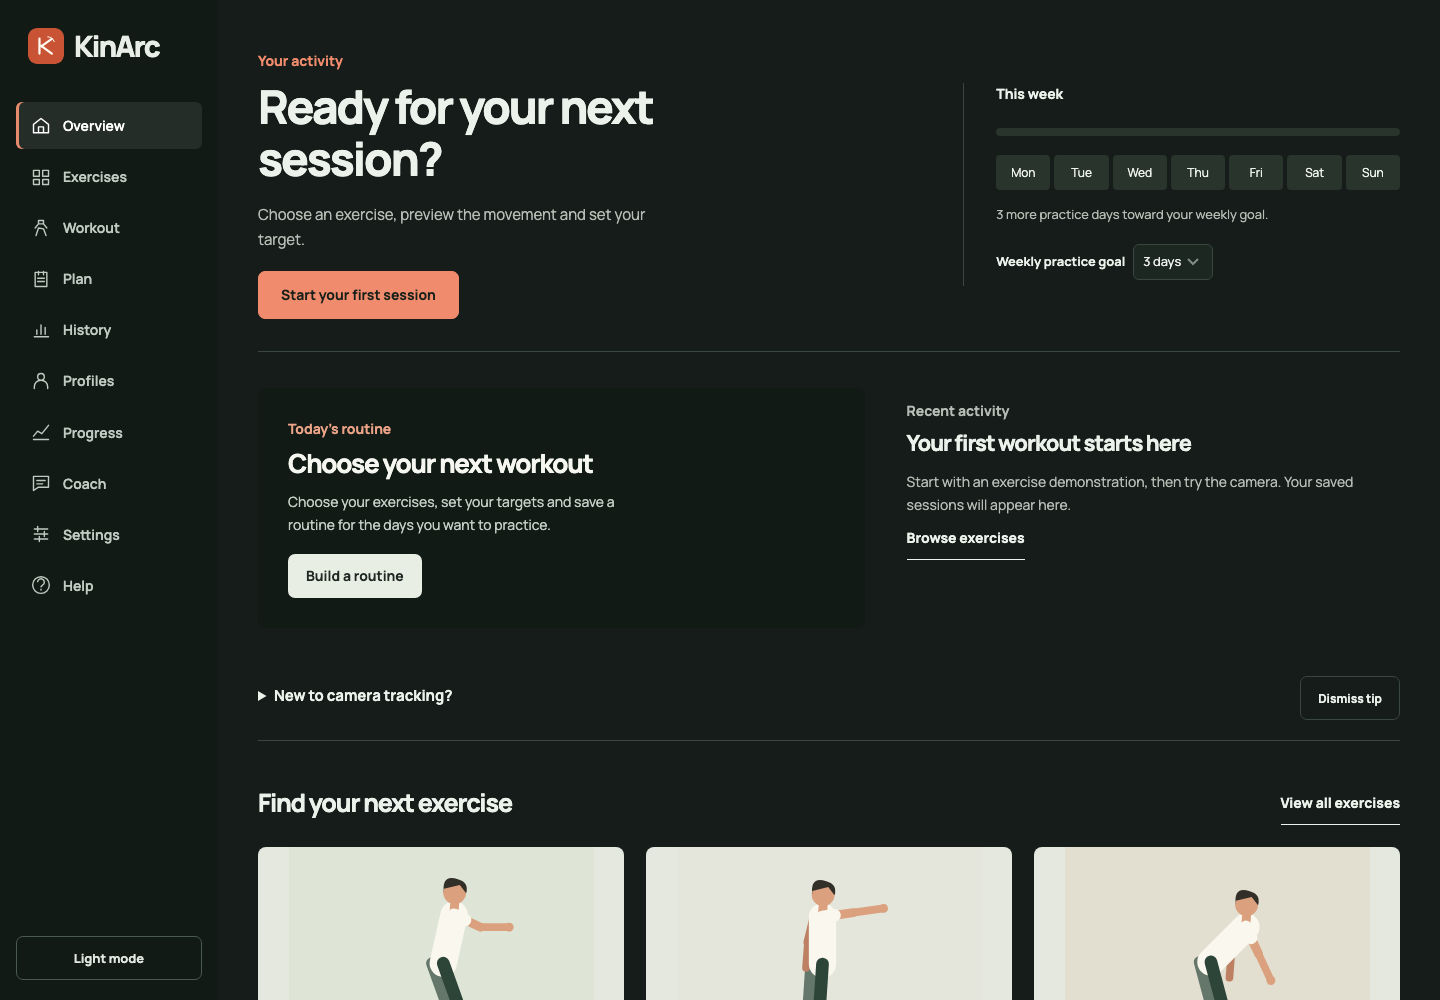 KinArc
Overview
Exercises
Workout
Plan
History
Profiles
Progress
Coach
Settings
Help
Light mode
Your activity
Ready for your next
session?
Choose an exercise, preview the movement and set your
target.
Start your first session
This week
Mon Tue Wed Thu Fri Sat Sun
3 more practice days toward your weekly goal.
Weekly practice goal 3 days
Today's routine
Choose your next workout
Choose your exercises, set your targets and save a
routine for the days you want to practice.
Build a routine
Recent activity
Your first workout starts here
Start with an exercise demonstration, then try the camera. Your saved
sessions will appear here.
Browse exercises
New to camera tracking?
Dismiss tip
Find your next exercise
View all exercises